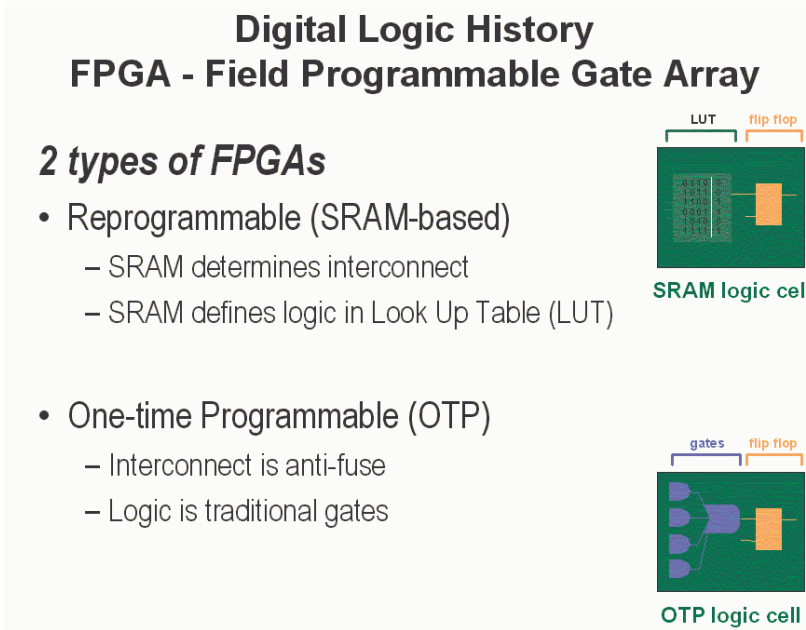 Digital Logic History
FPGA - Field Programmable Gate Array
2 types of FPGAs
• Reprogrammable (SRAM-based)
– SRAM determines interconnect
– SRAM defines logic in Look Up Table (LUT)
• One-time Programmable (OTP)
– Interconnect is anti-fuse
– Logic is traditional gates
LUT flip flop
SRAM logic cel
gates flip flop
OTP logic cell